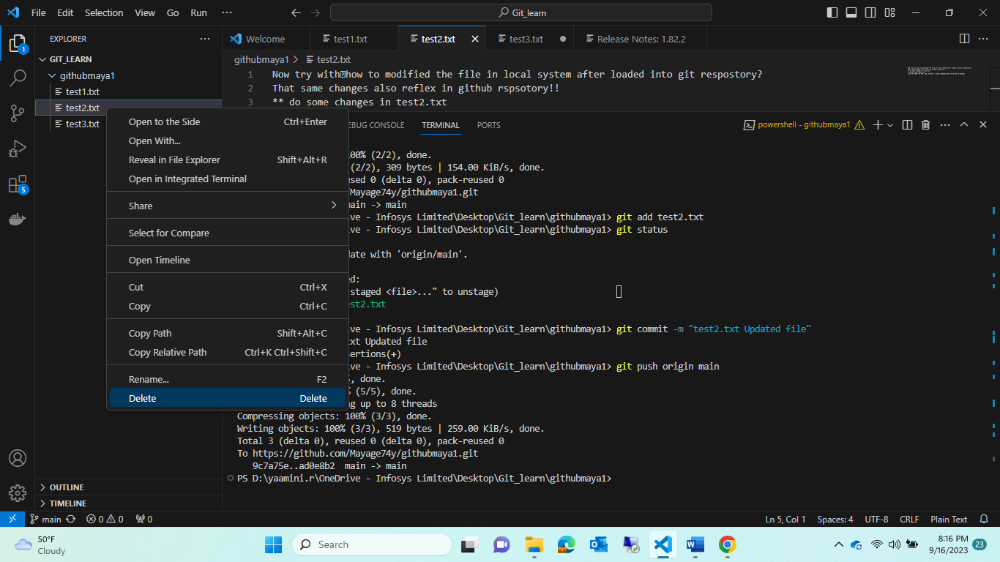 File Edit Selection View Go Run ··· Git_learn
EXPLORER ···
Welcome test1.txt test2.txt test3.txt Release Notes: 1.82.2 ···
GIT_LEARN
githubmaya1
test1.txt
test2.txt
test3.txt
githubmaya1 > test2.txt
1 Now try with how to modified the file in local system after loaded into git respostory?
2 That same changes also reflex in github rspsotory!!
3 ** do some changes in test2.txt
Open to the Side Ctrl+Enter
Open With...
Reveal in File Explorer Shift+Alt+R
Open in Integrated Terminal
Share
Select for Compare
Open Timeline
Cut Ctrl+X
Copy Ctrl+C
Copy Path Shift+Alt+C
Copy Relative Path Ctrl+K Ctrl+Shift+C
Rename... F2
Delete Delete
EBUG CONSOLE TERMINAL PORTS powershell - githubmaya1 ···
100% (2/2), done.
(2/2), 309 bytes | 154.00 KiB/s, done.
sed 0 (delta 0), pack-reused 0
/Mayage74y/githubmaya1.git
main -> main
ve - Infosys Limited\Desktop\Git_learn\githubmaya1> git add test2.txt
ve - Infosys Limited\Desktop\Git_learn\githubmaya1> git status
date with 'origin/main'.
ed:
staged <file>..." to unstage)
est2.txt
ve - Infosys Limited\Desktop\Git_learn\githubmaya1> git commit -m "test2.txt Updated file"
xt Updated file
sertions(+)
ve - Infosys Limited\Desktop\Git_learn\githubmaya1> git push origin main
, done.
% (5/5), done.
ng up to 8 threads
Compressing objects: 100% (3/3), done.
Writing objects: 100% (3/3), 519 bytes | 259.00 KiB/s, done.
Total 3 (delta 0), reused 0 (delta 0), pack-reused 0
To https://github.com/Mayage74y/githubmaya1.git
9c7a75e..ad0e8b2 main -> main
PS D:\yaamini.r\OneDrive - Infosys Limited\Desktop\Git_learn\githubmaya1>
1
5
OUTLINE
TIMELINE
main 0 0 0 Ln 5, Col 1 Spaces: 4 UTF-8 CRLF Plain Text
50°F
Cloudy
Search
8:16 PM
9/16/2023
23